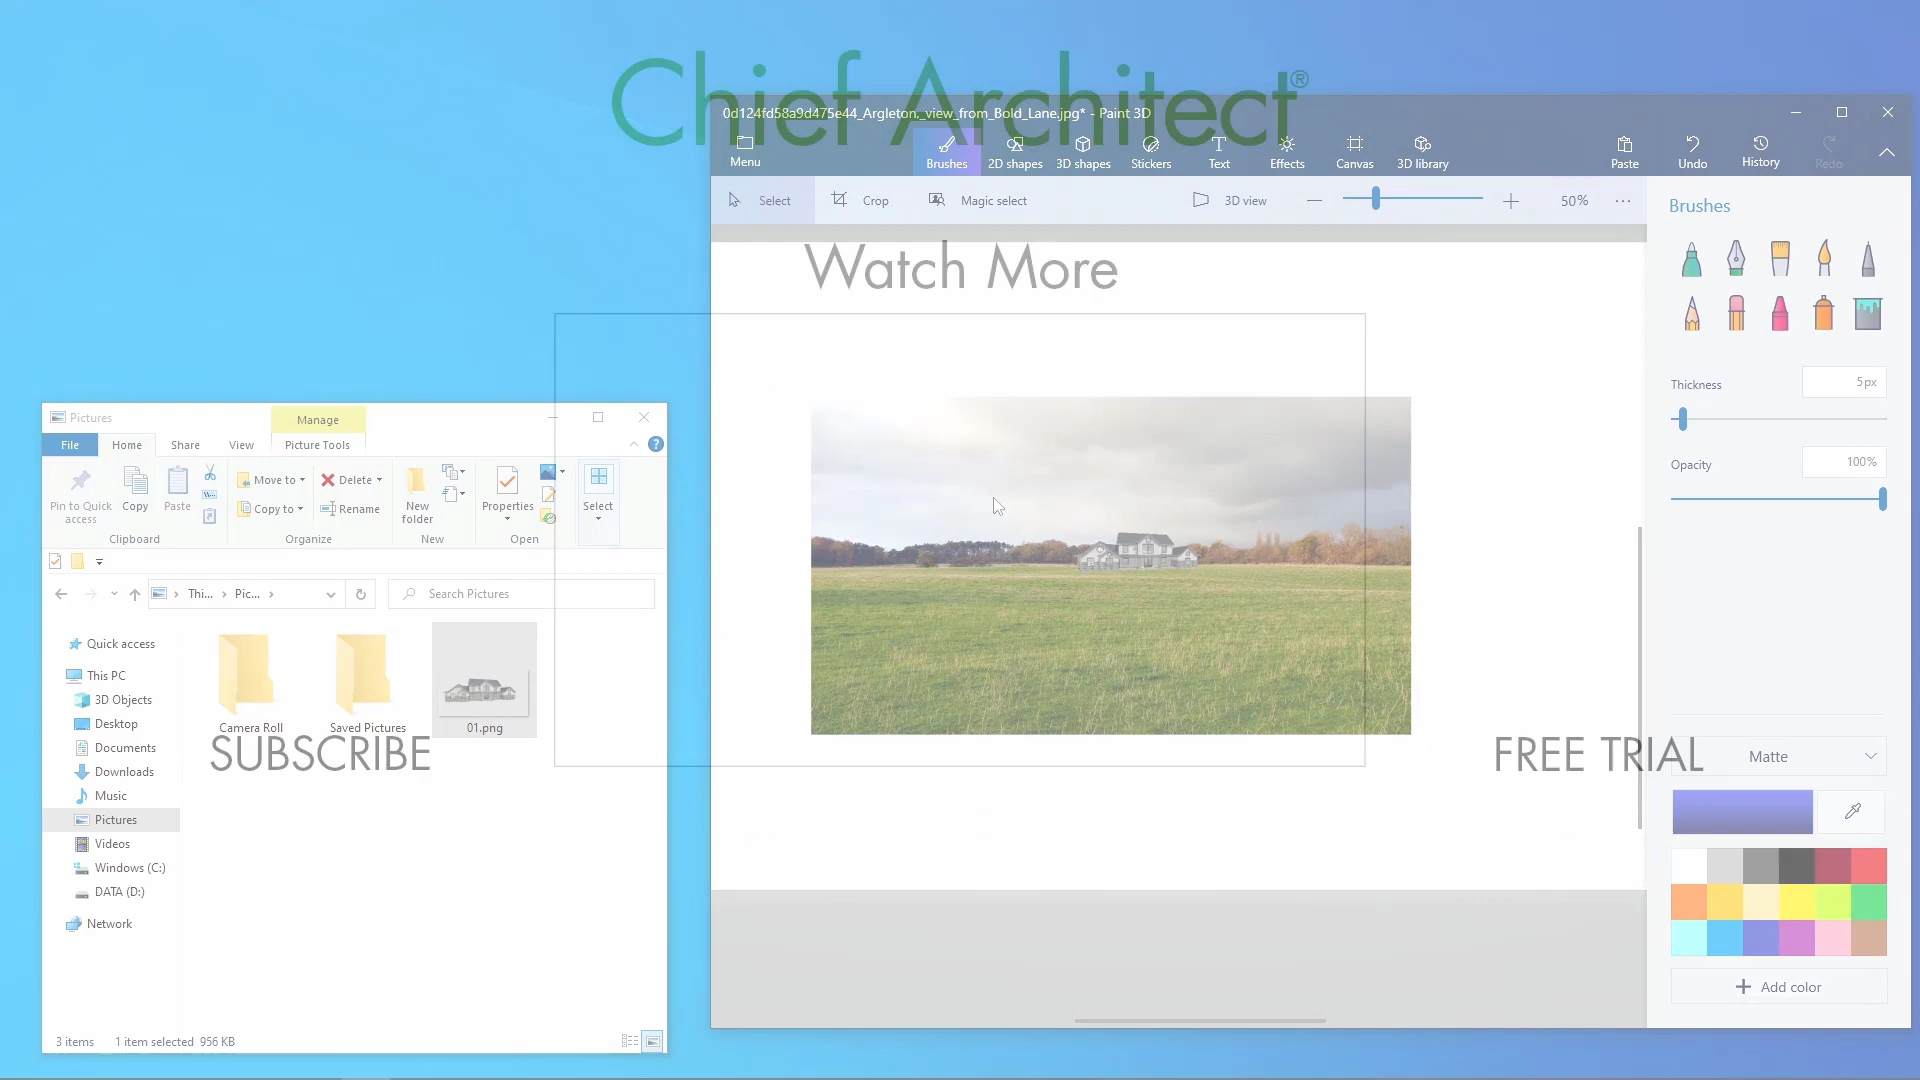 Chief Architect®
0d124fd58a9d475e44_Argleton,_view_from_Bold_Lane.jpg* - Paint 3D
Menu
Brushes
2D shapes
3D shapes
Stickers
Text
Effects
Canvas
3D library
Paste
Undo
History
Redo
Select
Crop
Magic select
3D view
50%
Brushes
Watch More
Thickness
5px
Opacity
100%
Matte
Add color
Pictures
Manage
File
Home
Share
View
Picture Tools
Pin to Quick
access
Copy
Paste
Move to
Copy to
Delete
Rename
New
folder
Properties
Select
Clipboard
Organize
New
Open
Thi...
Pic...
Search Pictures
Quick access
This PC
3D Objects
Desktop
Documents
Downloads
Music
Pictures
Videos
Windows (C:)
DATA (D:)
Network
Camera Roll
Saved Pictures
01.png
SUBSCRIBE
FREE TRIAL
3 items
1 item selected 956 KB